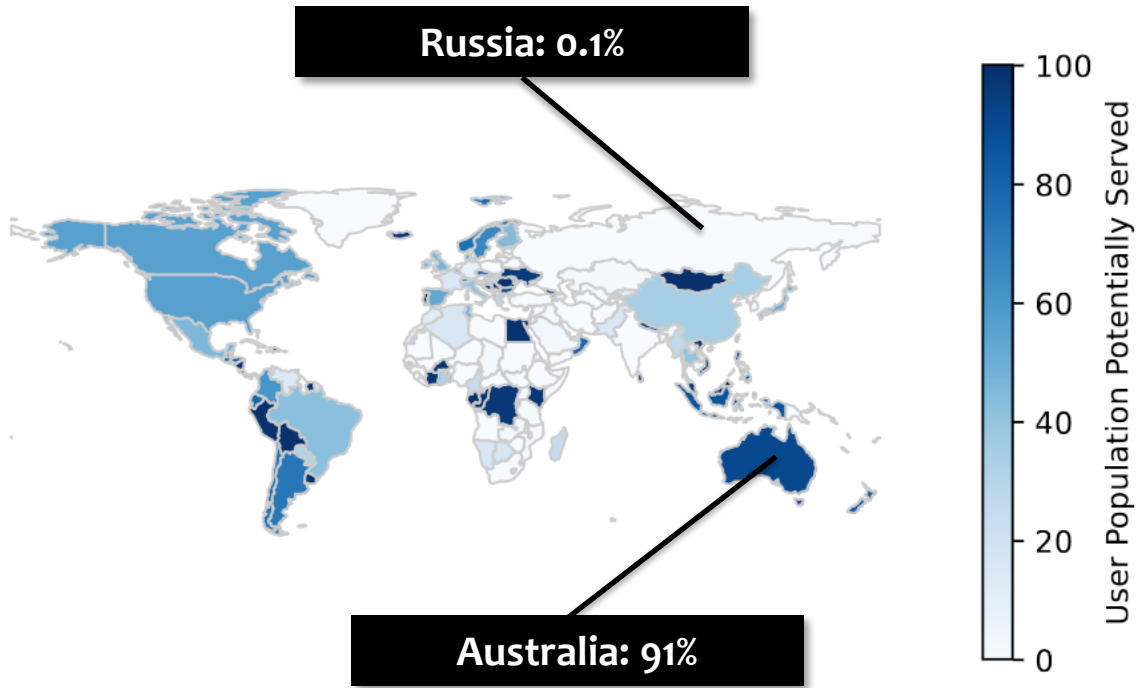 Russia: 0.1%
100
80
60
40
20
0
User Population Potentially Served
Australia: 91%